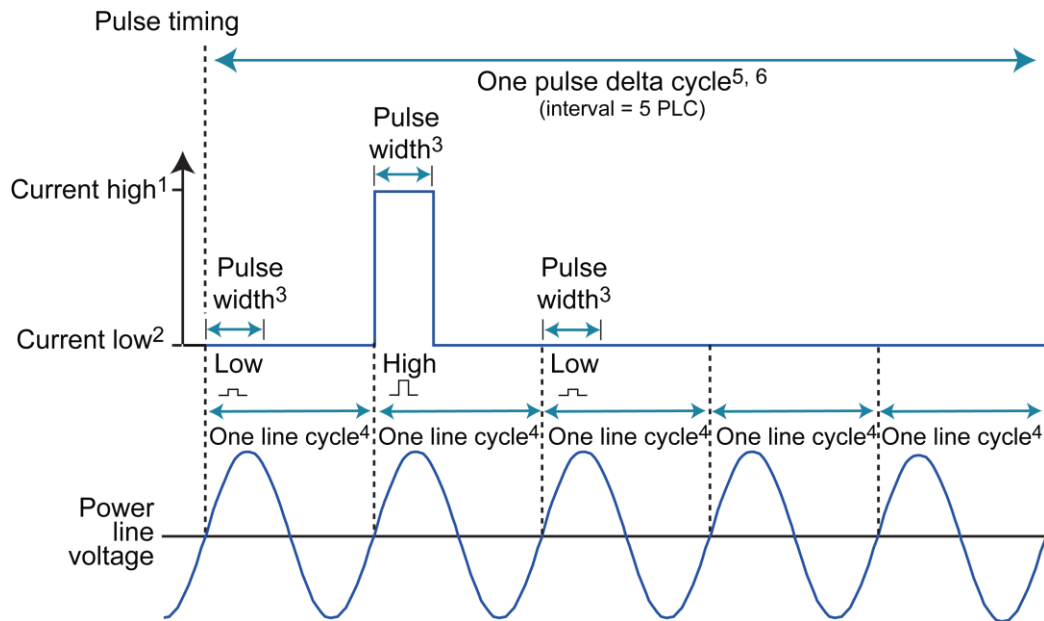 Pulse timing
One pulse delta cycle5, 6
(interval = 5 PLC)
Pulse
width3
Current high1
Pulse
width3
Pulse
width3
Current low2
Low
High
Low
One line cycle4
One line cycle4
One line cycle4
One line cycle4
One line cycle4
Power
line
voltage